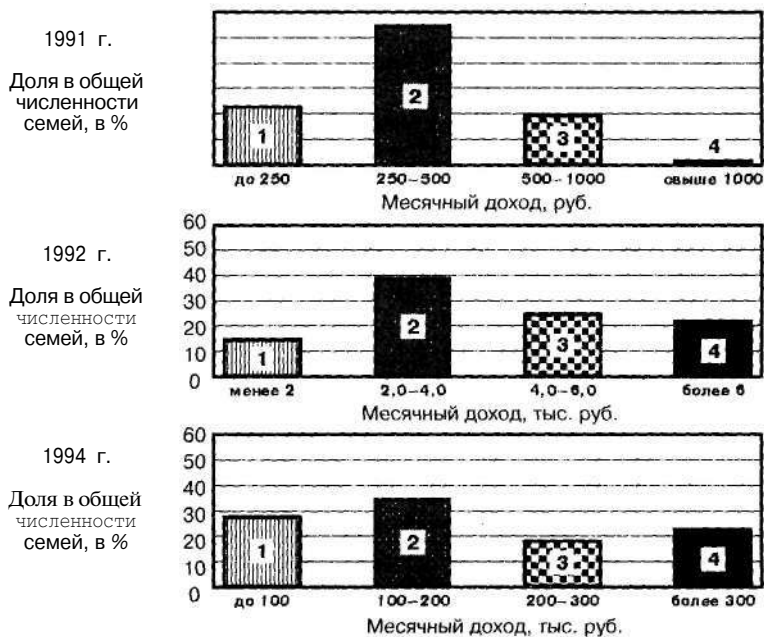 1991 г.
Доля в общей
численности
семей, в %
1
2
3
4
до 250
250–500
500–1000
свыше 1000
Месячный доход, руб.
1992 г.
Доля в общей
численности
семей, в %
60
50
40
30
20
10
0
1
2
3
4
менее 2
2,0–4,0
4,0–6,0
более 6
Месячный доход, тыс. руб.
1994 г.
Доля в общей
численности
семей, в %
60
50
40
30
20
10
0
1
2
3
4
до 100
100–200
200–300
более 300
Месячный доход, тыс. руб.